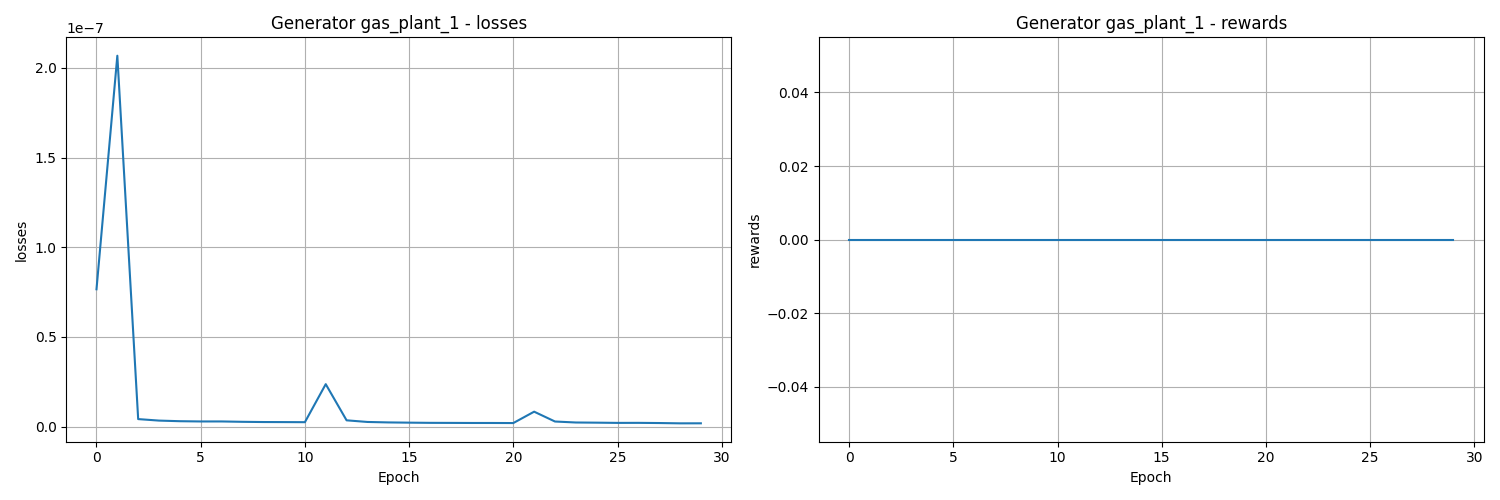 Generator gas_plant_1 - losses
1e−7
2.0
1.5
1.0
0.5
0.0
losses
0 5 10 15 20 25 30
Epoch
Generator gas_plant_1 - rewards
0.04
0.02
0.00
−0.02
−0.04
rewards
0 5 10 15 20 25 30
Epoch